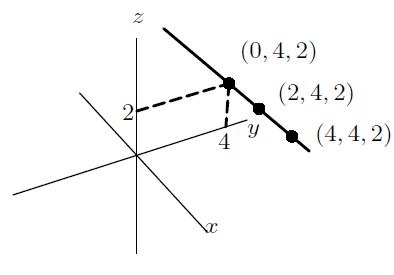 z
(0, 4, 2)
(2, 4, 2)
2
y
4
(4, 4, 2)
x